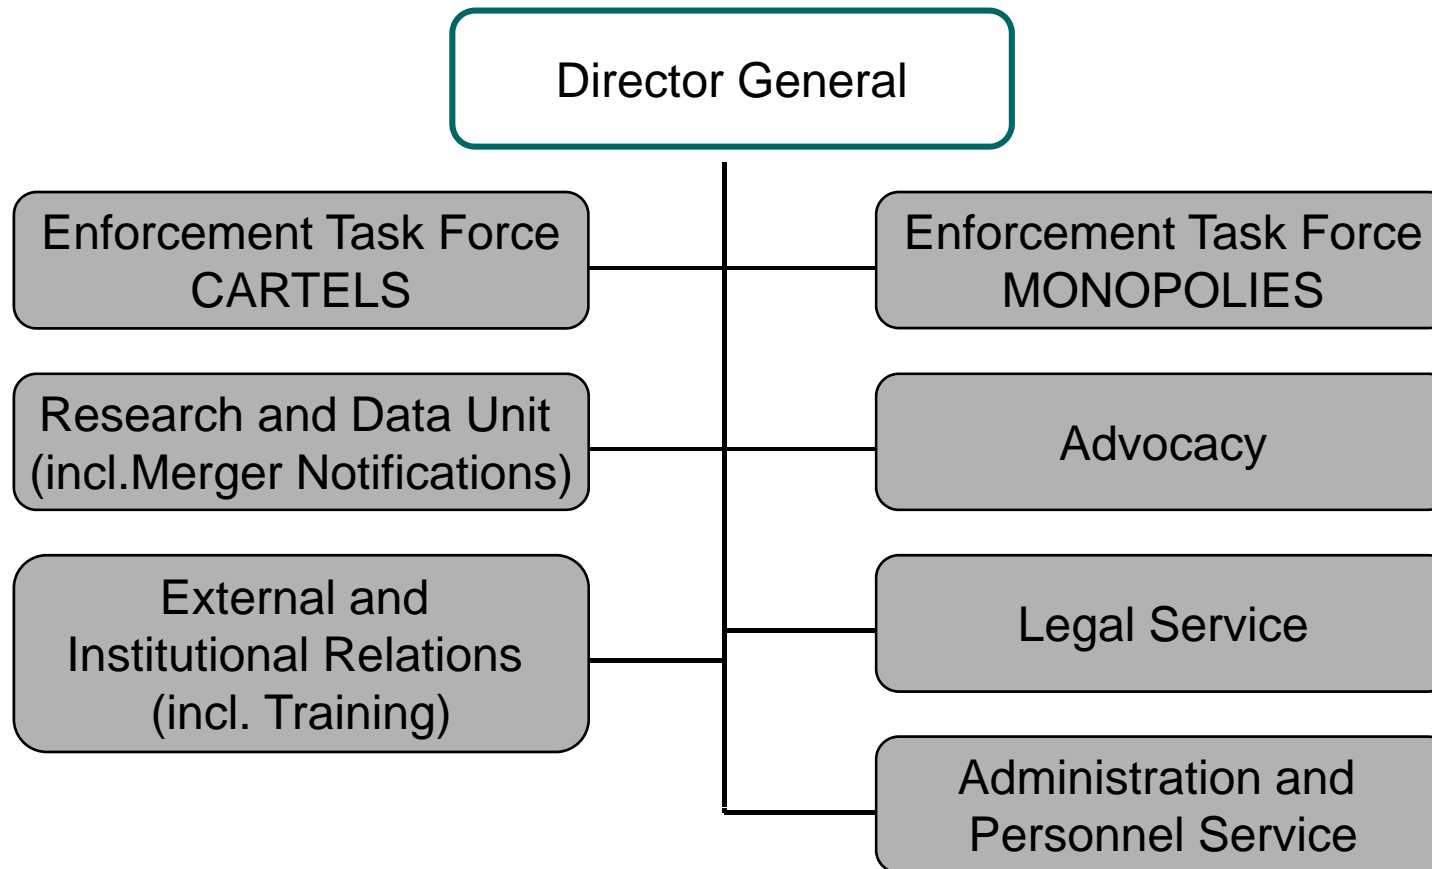 Director General
Enforcement Task Force
CARTELS
Enforcement Task Force
MONOPOLIES
Research and Data Unit
(incl.Merger Notifications)
Advocacy
External and
Institutional Relations
(incl. Training)
Legal Service
Administration and
Personnel Service